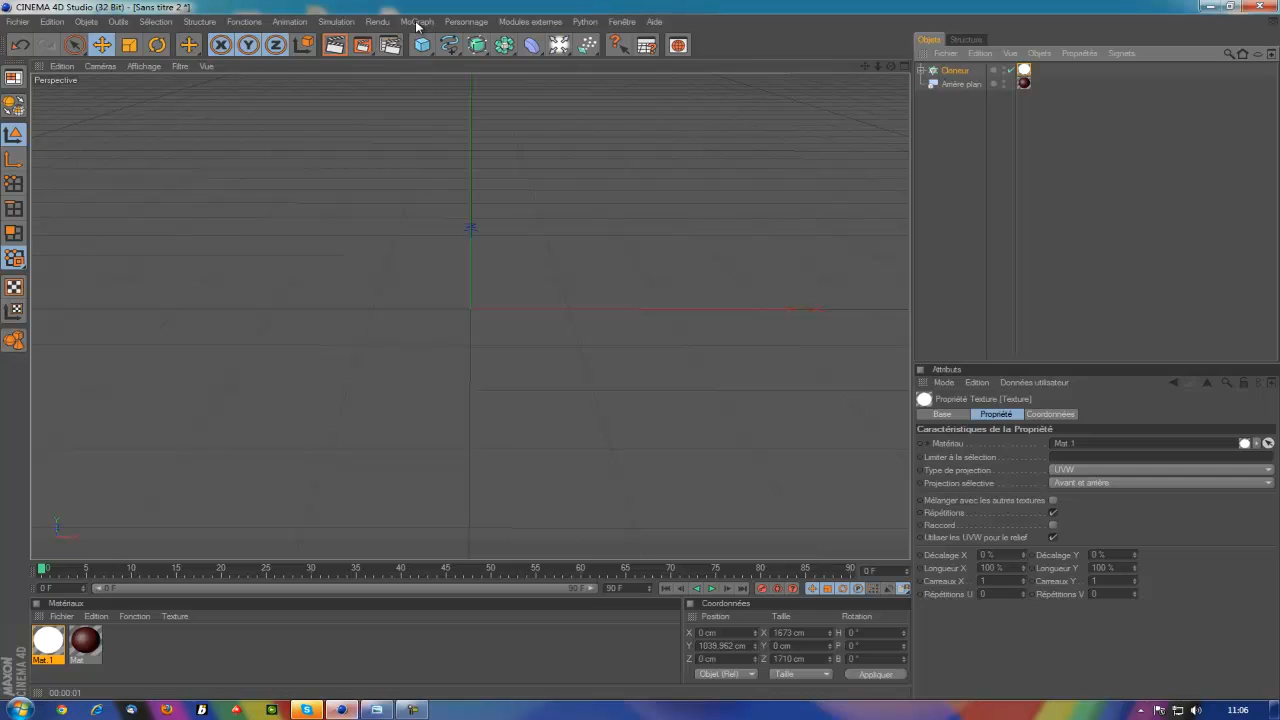 CINEMA 4D Studio (32 Bit) - [Sans titre 2 *]
Fichier Edition Objets Outils Sélection Structure Fonctions Animation Simulation Rendu MoGraph Personnage Modules externes Python Fenêtre Aide
Objets Structure
Fichier Edition Vue Objets Propriétés Signets
Edition Caméras Affichage Filtre Vue
Perspective
Cloneur
Arrière plan
Attributs
Mode Edition Données utilisateur
Propriété Texture [Texture]
Base Propriété Coordonnées
Caractéristiques de la Propriété
Matériau Mat 1
Limiter à la sélection
Type de projection UVW
Projection sélective Avant et arrière
Mélanger avec les autres textures
Répétitions
Raccord
Utiliser les UVW pour le relief
Décalage X 0 % Décalage Y 0 %
Longueur X 100 % Longueur Y 100 %
Carreaux X 1 Carreaux Y 1
Répétitions U 0 Répétitions V 0
0 5 10 15 20 25 30 35 40 45 50 55 60 65 70 75 80 85 90 0 F
0 F 0 F 90 F 90 F
Matériaux
Fichier Edition Fonction Texture
Mat.1 Mat
Coordonnées
Position Taille Rotation
X 0 cm X 1673 cm H 0 °
Y 1039.962 cm Y 0 cm P 0 °
Z 0 cm Z 1710 cm B 0 °
Objet (Rel) Taille Appliquer
MAXON CINEMA 4D
00:00:01
11:06